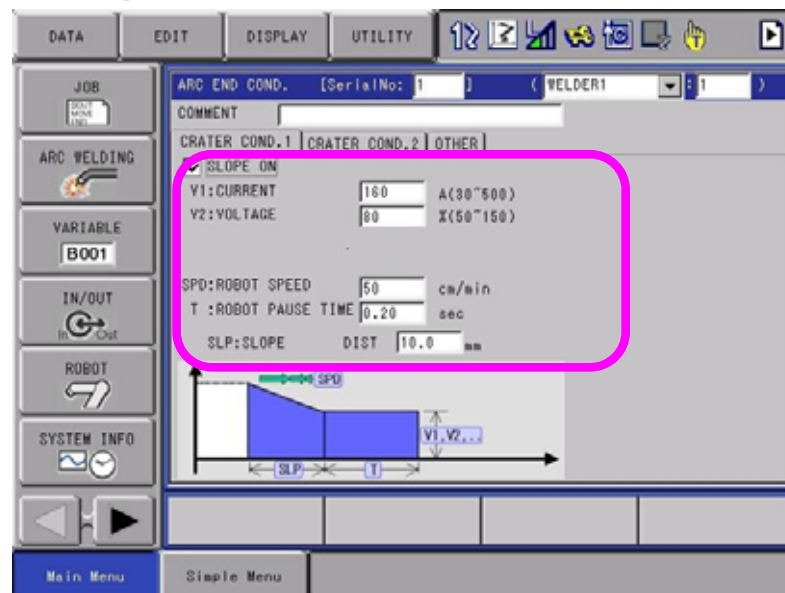 DATA EDIT DISPLAY UTILITY
JOB
DOUT
MOVE
END
ARC WELDING
VARIABLE
B001
IN/OUT
In Out
ROBOT
SYSTEM INFO
ARC END COND. [SerialNo: 1 ] ( WELDER1 : 1 )
COMMENT
CRATER COND.1 CRATER COND.2 OTHER
SLOPE ON
V1:CURRENT 160 A(30~500)
V2:VOLTAGE 80 %(50~150)
SPD:ROBOT SPEED 50 cm/min
T :ROBOT PAUSE TIME 0.20 sec
SLP:SLOPE DIST 10.0 mm
SPD
V1,V2,..
SLP T
Main Menu Simple Menu